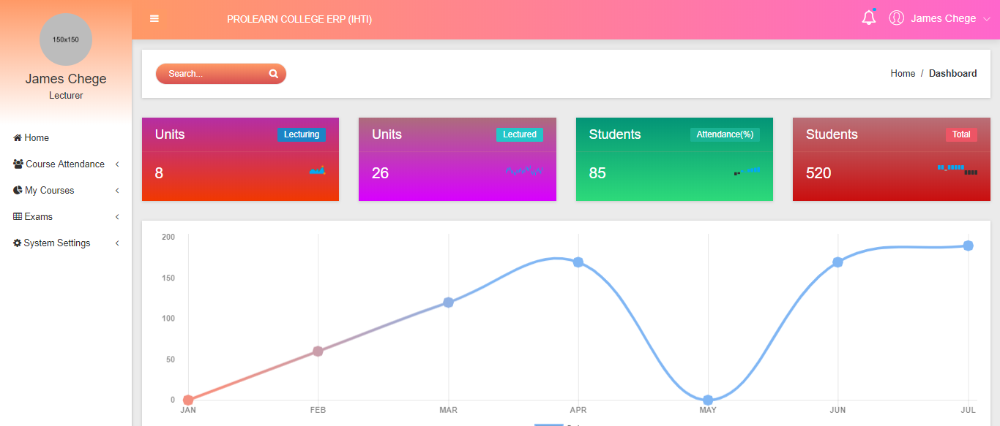 150x150
James Chege
Lecturer
Home
Course Attendance
My Courses
Exams
System Settings
PROLEARN COLLEGE ERP (IHTI)
James Chege
Search...
Home / Dashboard
Units Lecturing
8
Units Lectured
26
Students Attendance(%)
85
Students Total
520
200
150
100
50
0
JAN FEB MAR APR MAY JUN JUL